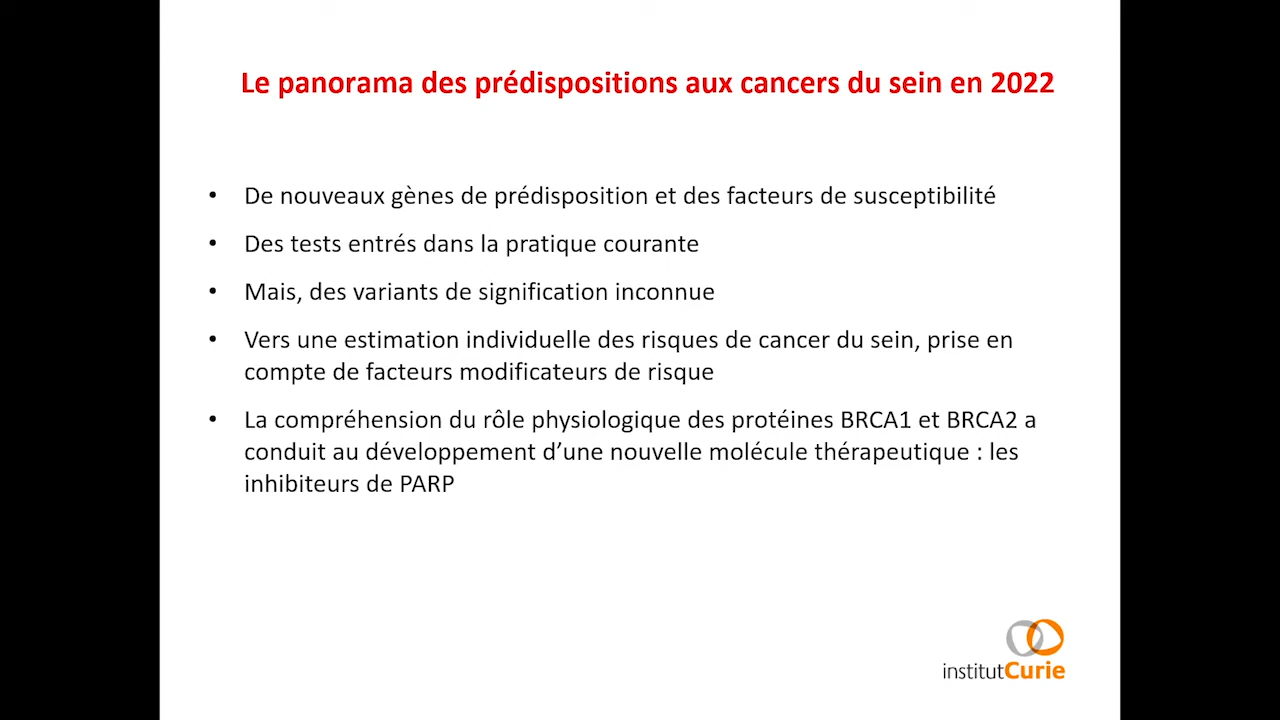 Le panorama des prédispositions aux cancers du sein en 2022
• De nouveaux gènes de prédisposition et des facteurs de susceptibilité
• Des tests entrés dans la pratique courante
• Mais, des variants de signification inconnue
• Vers une estimation individuelle des risques de cancer du sein, prise en
compte de facteurs modificateurs de risque
• La compréhension du rôle physiologique des protéines BRCA1 et BRCA2 a
conduit au développement d’une nouvelle molécule thérapeutique : les
inhibiteurs de PARP
institutCurie